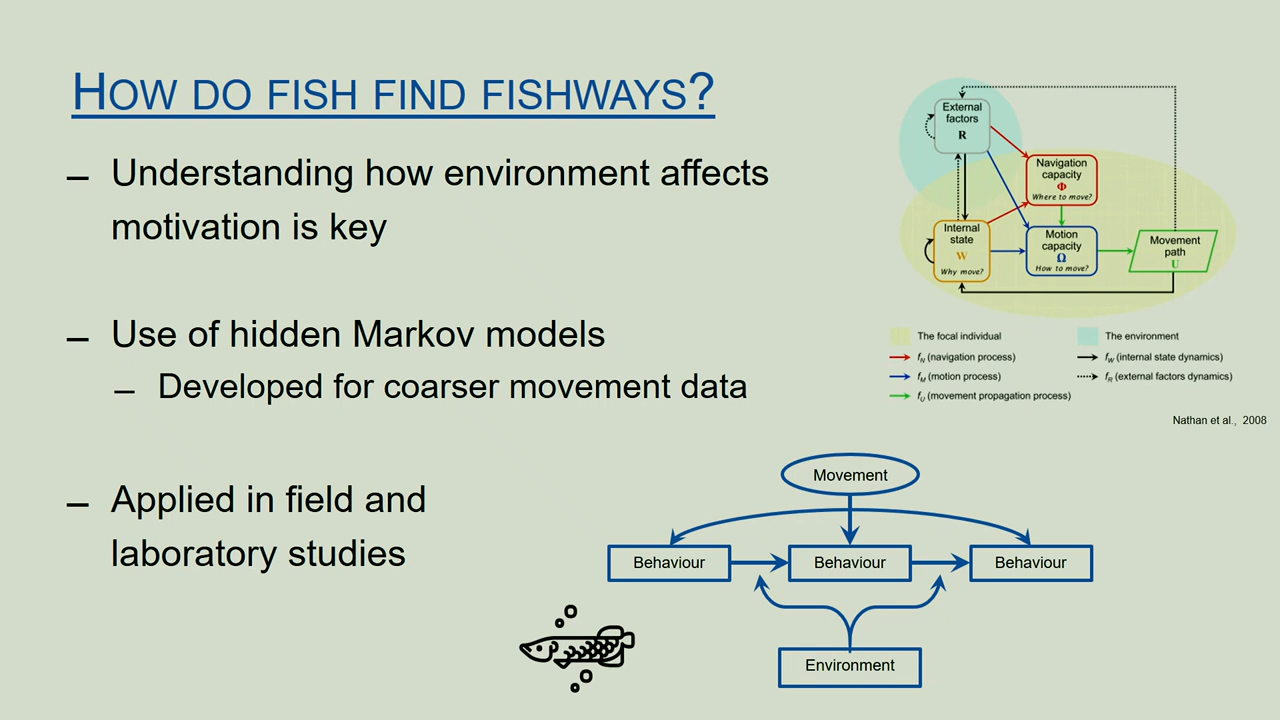 HOW DO FISH FIND FISHWAYS?
– Understanding how environment affects
motivation is key
– Use of hidden Markov models
– Developed for coarser movement data
– Applied in field and
laboratory studies
External
factors
R
Navigation
capacity
Φ
Where to move?
Internal
state
W
Why move?
Motion
capacity
Ω
How to move?
Movement
path
U
The focal individual
The environment
fN (navigation process)
fW (internal state dynamics)
fM (motion process)
fR (external factors dynamics)
fU (movement propagation process)
Nathan et al., 2008
Movement
Behaviour
Behaviour
Behaviour
Environment